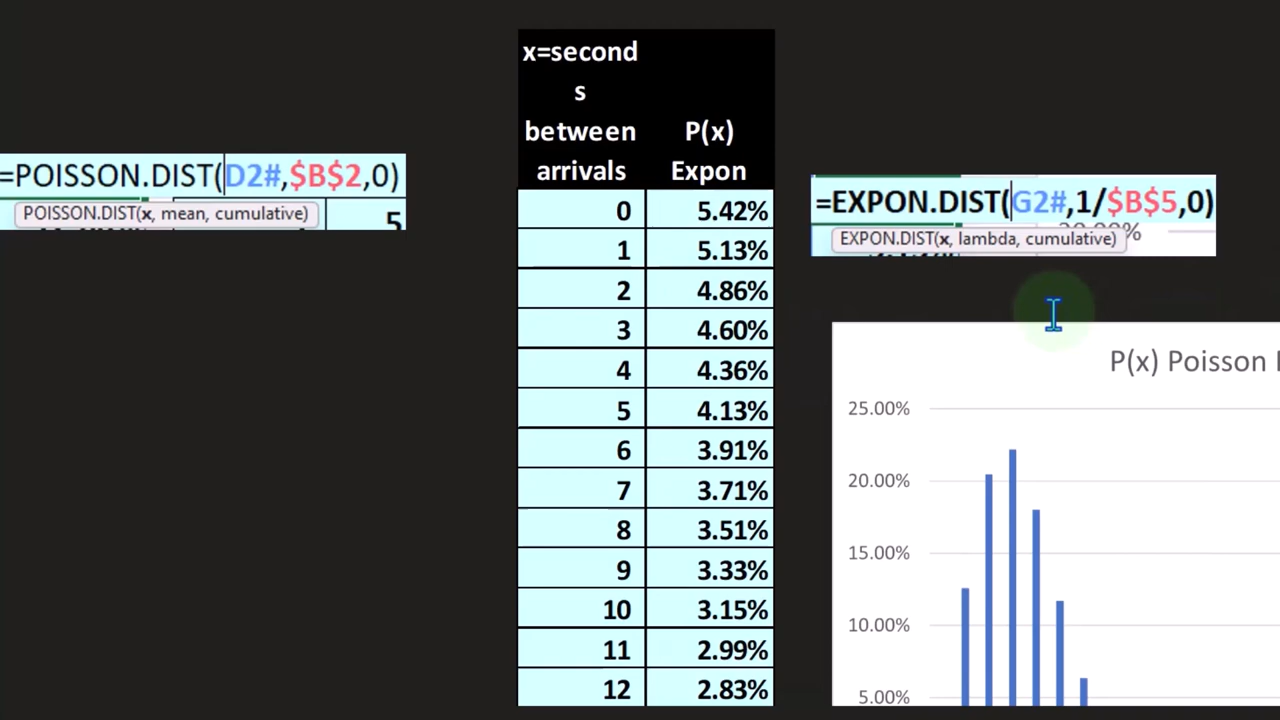 =POISSON.DIST(D2#,$B$2,0)
POISSON.DIST(x, mean, cumulative)
5
x=second
s
between
arrivals
P(x)
Expon
0 5.42%
1 5.13%
2 4.86%
3 4.60%
4 4.36%
5 4.13%
6 3.91%
7 3.71%
8 3.51%
9 3.33%
10 3.15%
11 2.99%
12 2.83%
=EXPON.DIST(G2#,1/$B$5,0)
EXPON.DIST(x, lambda, cumulative)
P(x) Poisson
25.00%
20.00%
15.00%
10.00%
5.00%